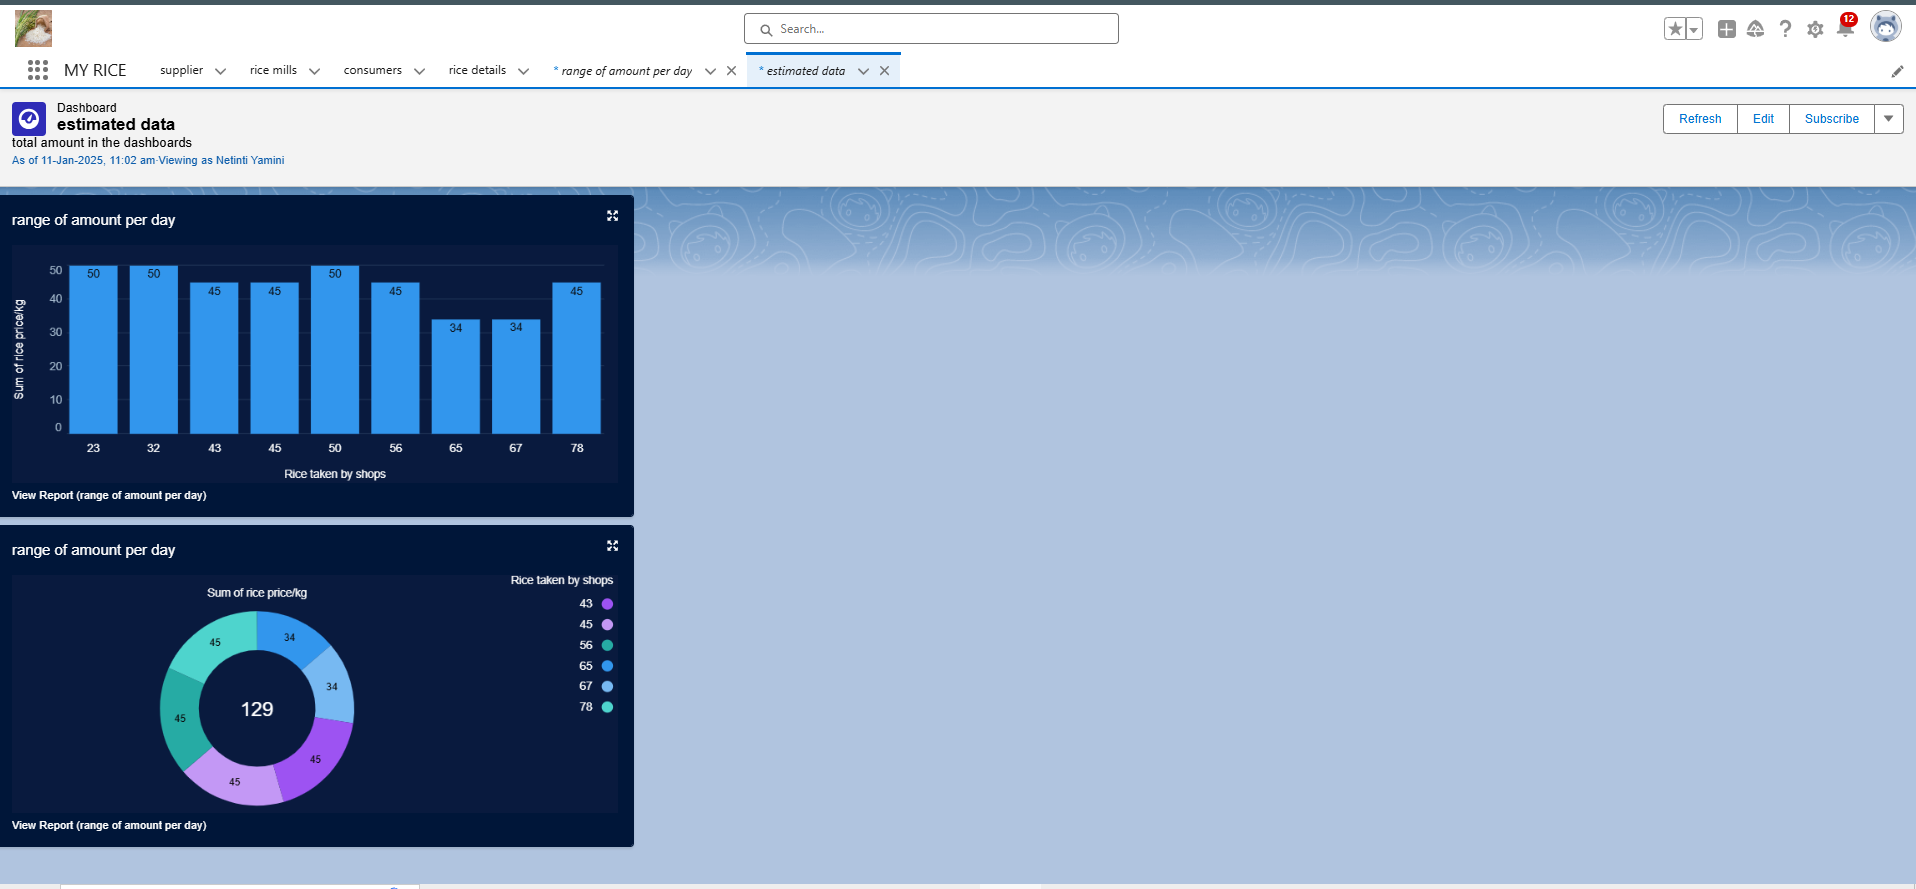 Search...
12
MY RICE
supplier
rice mills
consumers
rice details
* range of amount per day
* estimated data
Dashboard
estimated data
total amount in the dashboards
As of 11-Jan-2025, 11:02 am·Viewing as Netinti Yamini
Refresh
Edit
Subscribe
range of amount per day
Sum of rice price/kg
50
40
30
20
10
0
50 50 45 45 50 45 34 34 45
23 32 43 45 50 56 65 67 78
Rice taken by shops
View Report (range of amount per day)
range of amount per day
Sum of rice price/kg
34
34
45
45
45
45
129
Rice taken by shops
43
45
56
65
67
78
View Report (range of amount per day)